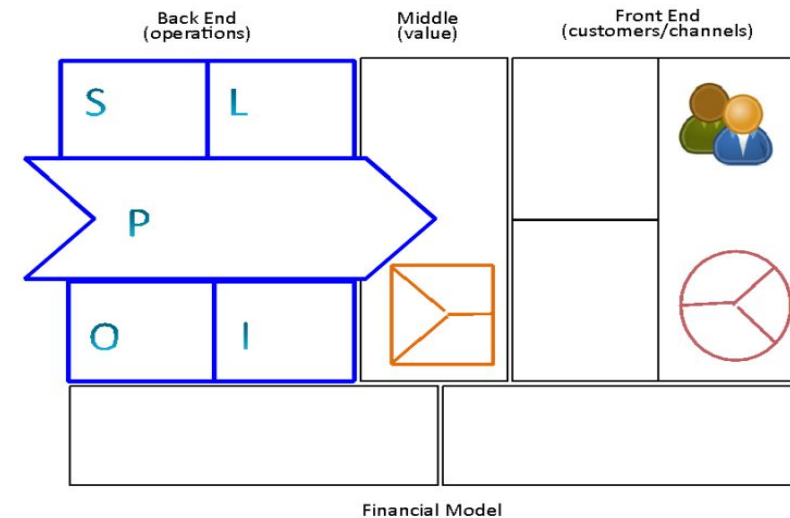 Back End
(operations)
Middle
(value)
Front End
(customers/channels)
S
L
P
O
I
Financial Model